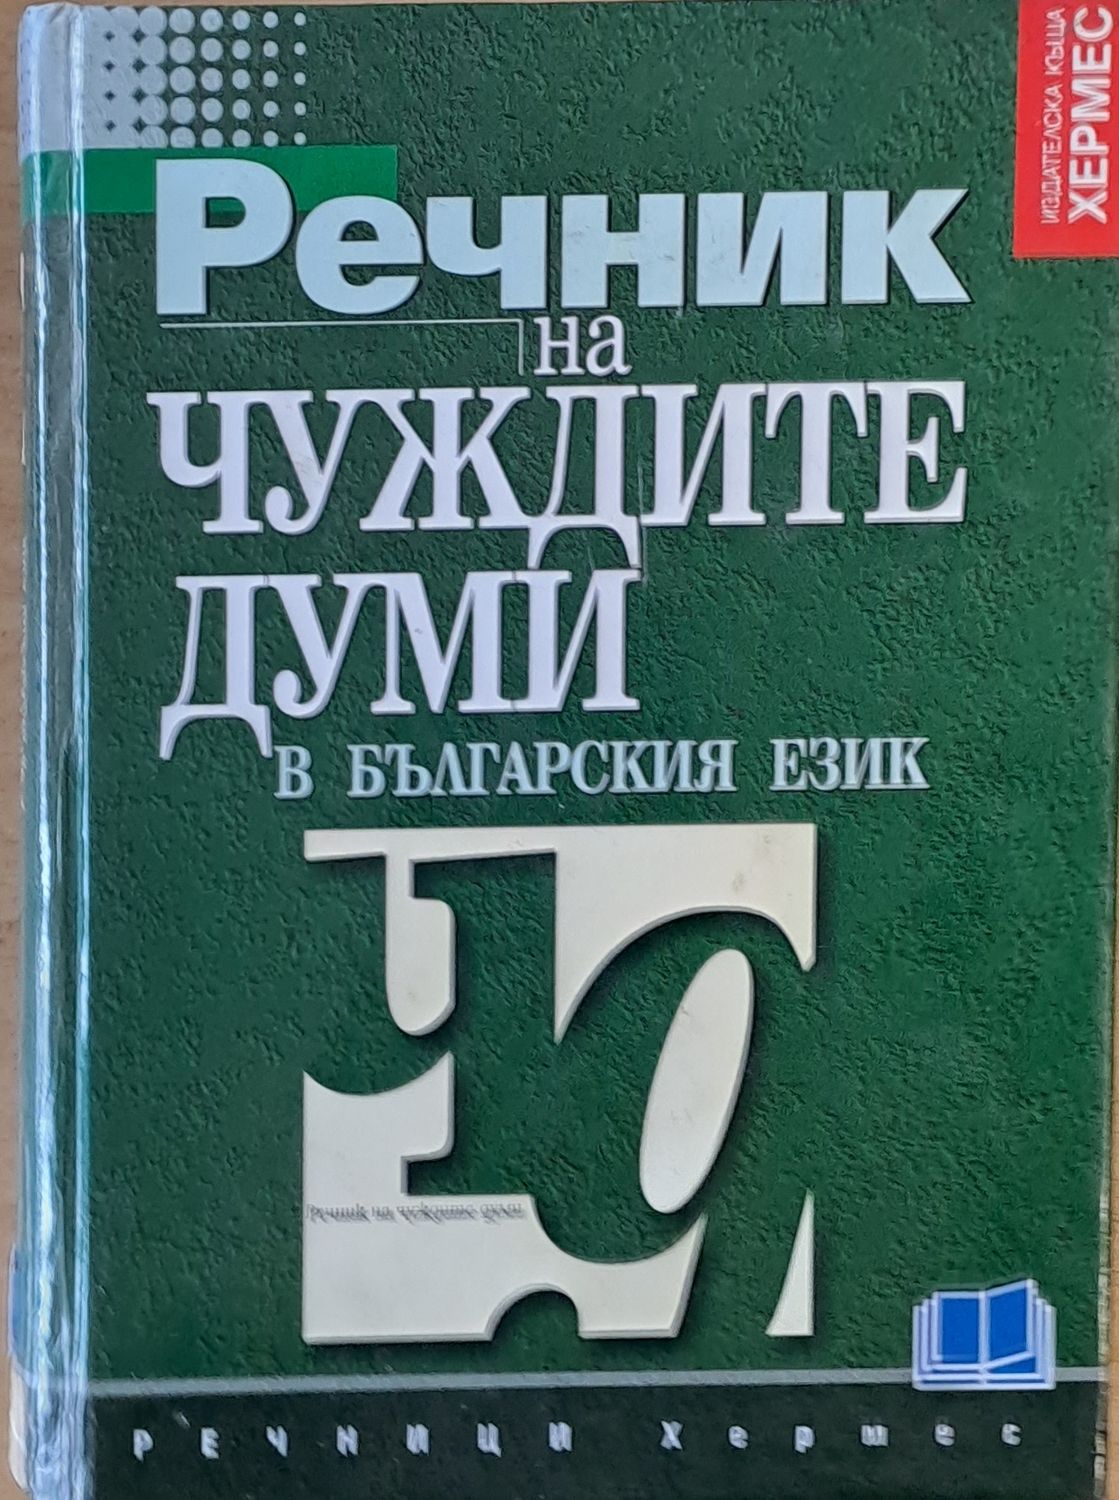 ИЗДАТЕЛСКА КЪЩА
ХЕРМЕС
Речник
на
ЧУЖДИТЕ
ДУМИ
В БЪЛГАРСКИЯ ЕЗИК
Речник на чуждите думи
РЕЧНИЦИ Хермес